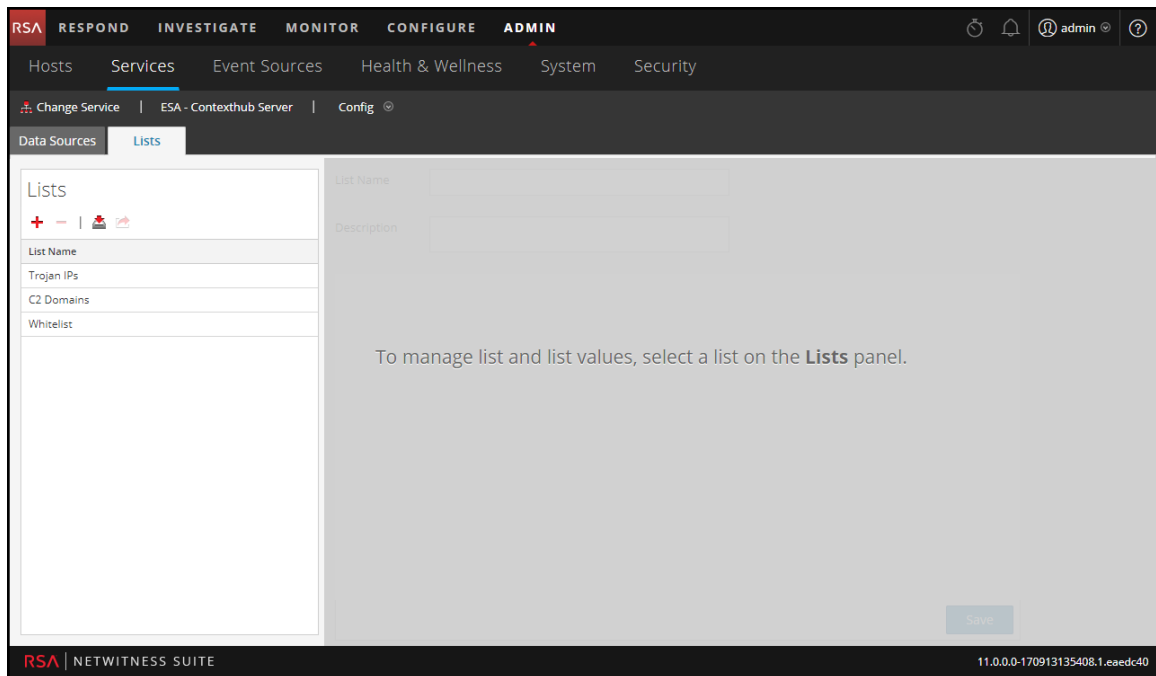 RSA RESPOND INVESTIGATE MONITOR CONFIGURE ADMIN admin
Hosts Services Event Sources Health & Wellness System Security
Change Service | ESA - Contexthub Server | Config
Data Sources Lists
Lists
List Name
Trojan IPs
C2 Domains
Whitelist
List Name
Description
To manage list and list values, select a list on the Lists panel.
Save
RSA | NETWITNESS SUITE 11.0.0.0-170913135408.1.eaedc40